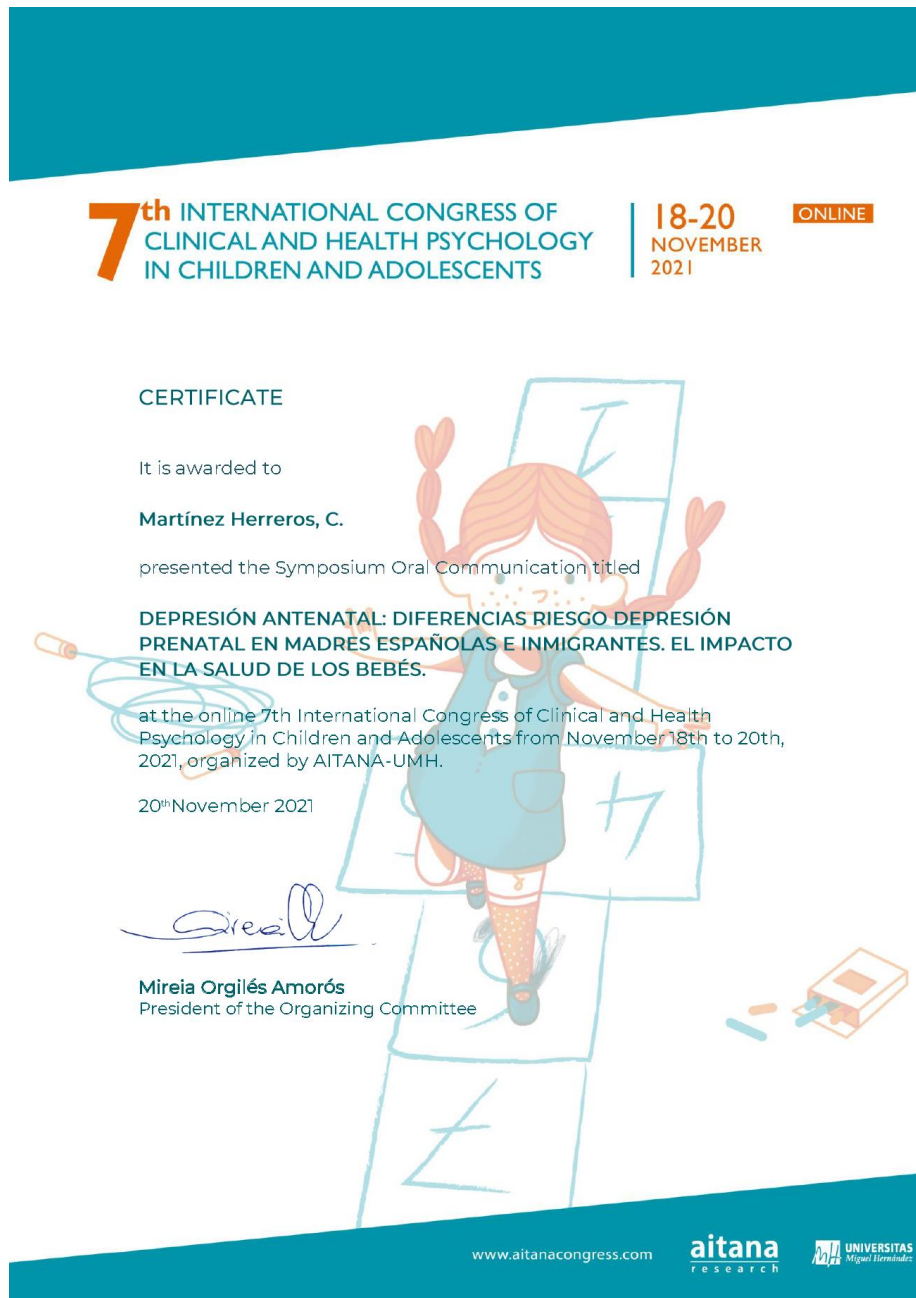 7th INTERNATIONAL CONGRESS OF
CLINICAL AND HEALTH PSYCHOLOGY
IN CHILDREN AND ADOLESCENTS
18-20
NOVEMBER
2021
ONLINE
CERTIFICATE
It is awarded to
Martínez Herreros, C.
presented the Symposium Oral Communication titled
DEPRESIÓN ANTENATAL: DIFERENCIAS RIESGO DEPRESIÓN
PRENATAL EN MADRES ESPAÑOLAS E INMIGRANTES. EL IMPACTO
EN LA SALUD DE LOS BEBÉS.
at the online 7th International Congress of Clinical and Health
Psychology in Children and Adolescents from November 18th to 20th,
2021, organized by AITANA-UMH.
20th November 2021
Mireia Orgilés Amorós
President of the Organizing Committee
www.aitanacongress.com
aitana
research
UNIVERSITAS
Miguel Hernández